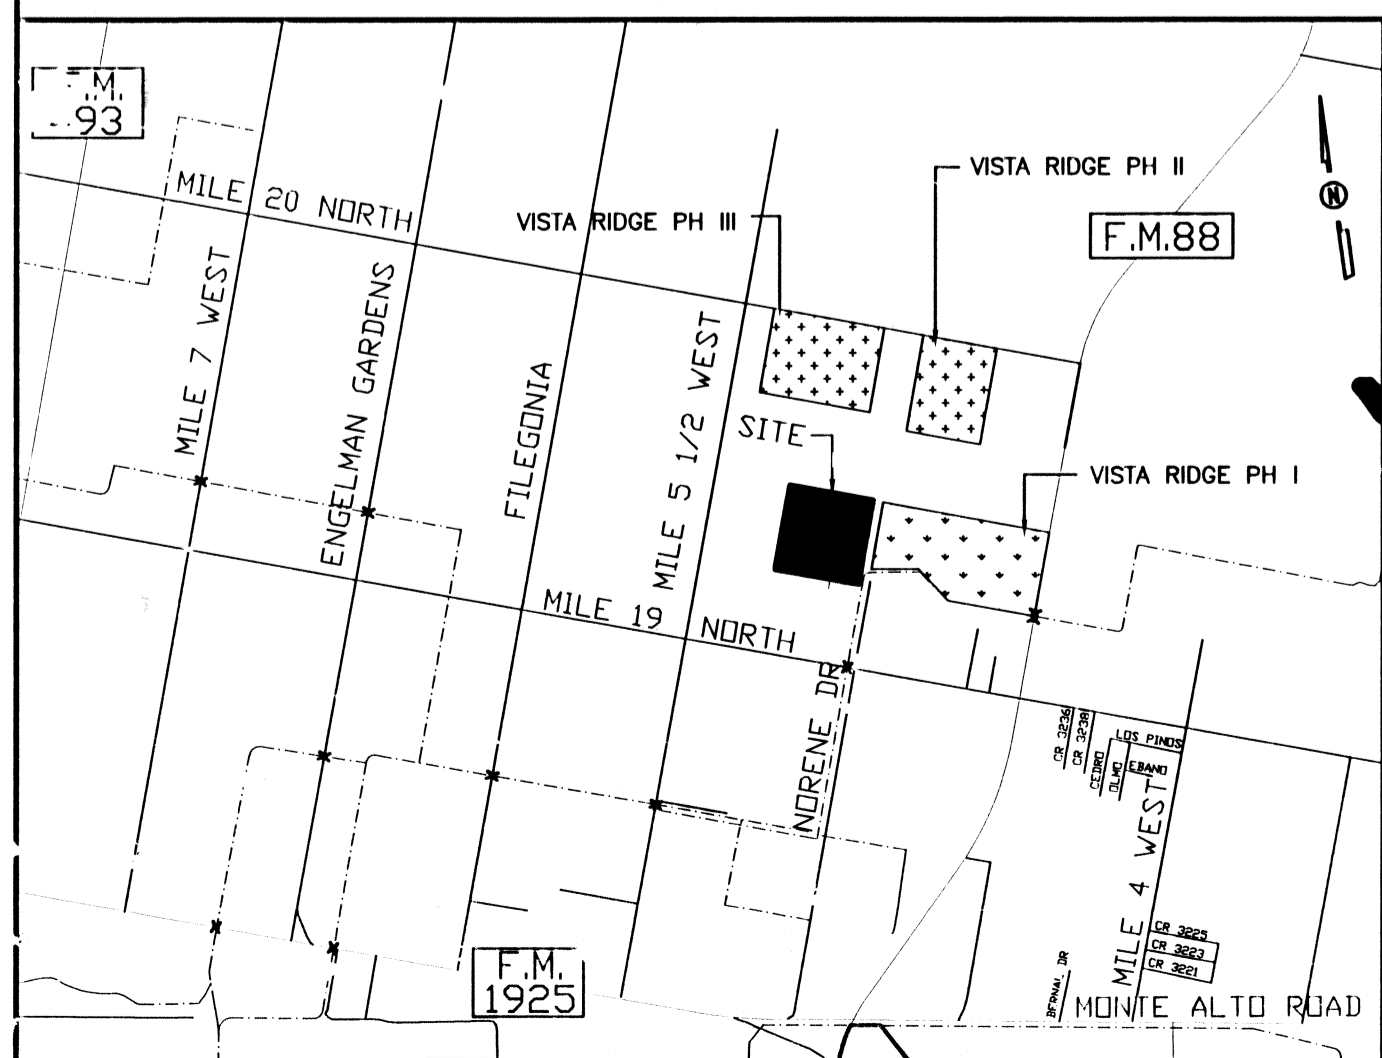 F.M.
93
MILE 20 NORTH
VISTA RIDGE PH III
VISTA RIDGE PH II
F.M.88
N
MILE 7 WEST
ENGELMAN GARDENS
FILEGONIA
MILE 5 1/2 WEST
SITE
VISTA RIDGE PH I
MILE 19 NORTH
NORENE DR
CR 3236
CR 3238
CEDRO
OLMO
LOS PINOS
EBANO
MILE 4 WEST
CR 3225
CR 3223
CR 3221
BERNAL DR
F.M.
1925
MONTE ALTO ROAD